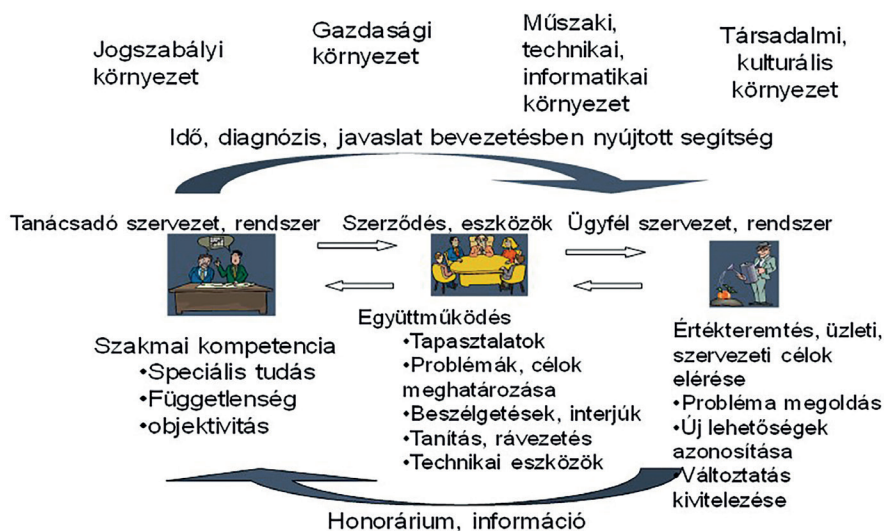 Jogszabályi
környezet
Gazdasági
környezet
Műszaki,
technikai,
informatikai
környezet
Társadalmi,
kulturális
környezet
Idő, diagnózis, javaslat bevezetésben nyújtott segítség
Tanácsadó szervezet, rendszer
Szerződés, eszközök
Ügyfél szervezet, rendszer
Szakmai kompetencia
•Speciális tudás
•Függetlenség
•objektivitás
Együttműködés
•Tapasztalatok
•Problémák, célok
meghatározása
•Beszélgetések, interjúk
•Tanítás, rávezetés
•Technikai eszközök
Értékteremtés, üzleti,
szervezeti célok
elérése
•Probléma megoldás
•Új lehetőségek
azonosítása
•Változtatás
kivitelezése
Honorárium, információ